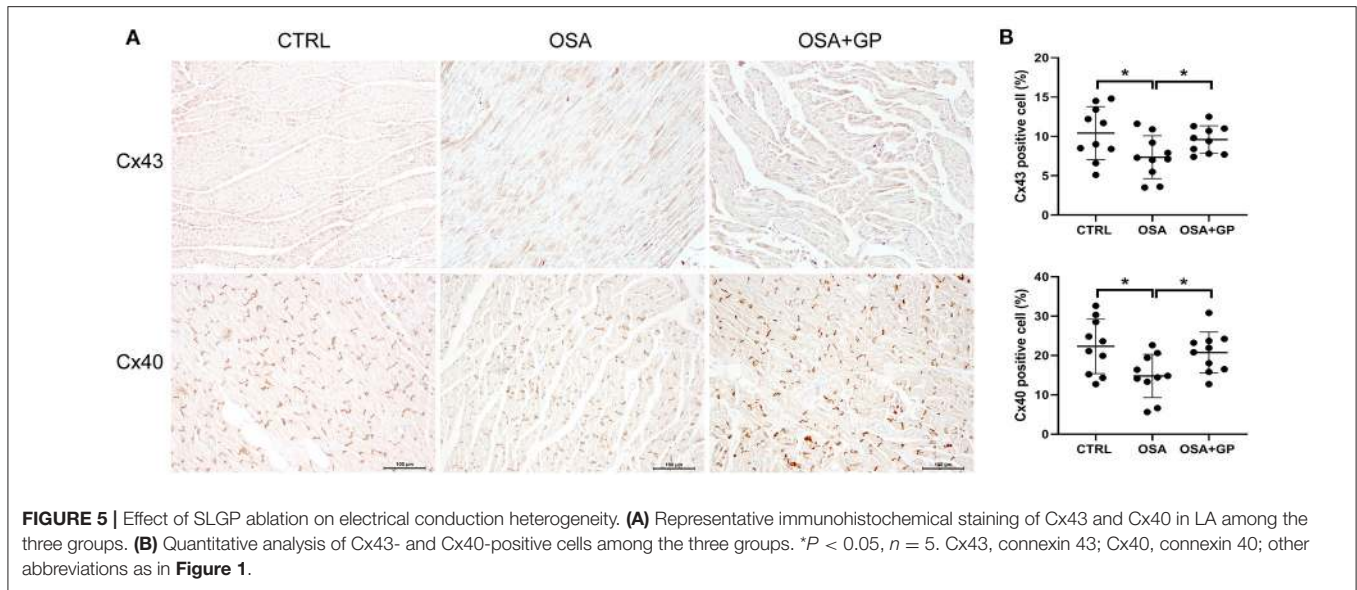 A
CTRL
OSA
OSA+GP
Cx43
Cx40
100 μm
100 μm
100 μm
B
Cx43 positive cell (%)
20
15
10
5
0
*
*
CTRL
OSA
OSA+GP
Cx40 positive cell (%)
40
30
20
10
0
*
*
CTRL
OSA
OSA+GP
FIGURE 5 | Effect of SLGP ablation on electrical conduction heterogeneity. (A) Representative immunohistochemical staining of Cx43 and Cx40 in LA among the
three groups. (B) Quantitative analysis of Cx43- and Cx40-positive cells among the three groups. *P < 0.05, n = 5. Cx43, connexin 43; Cx40, connexin 40; other
abbreviations as in Figure 1.